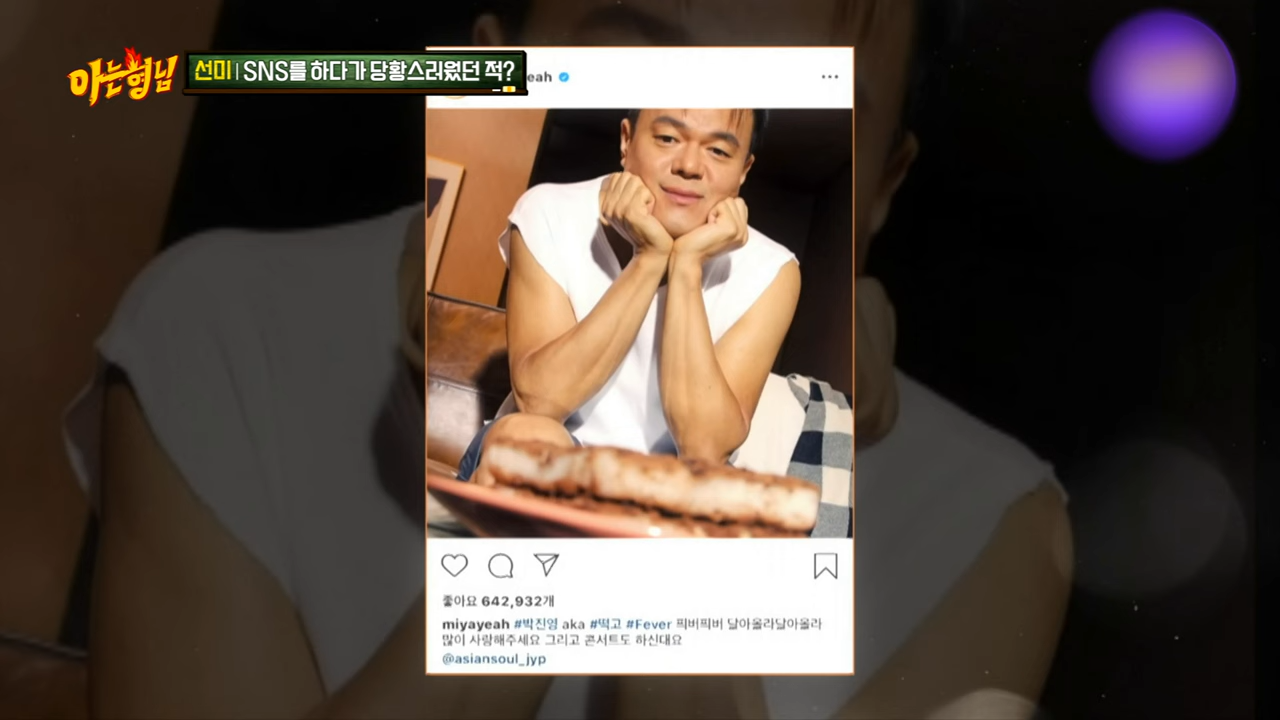 아는형님
선미 | SNS를 하다가 당황스러웠던 적?
eah
좋아요 642,932개
miyayeah #박진영 aka #떡고 #Fever 픠버픠버 달아올라달아올라
많이 사랑해주세요 그리고 콘서트도 하신대요
@asiansoul_jyp